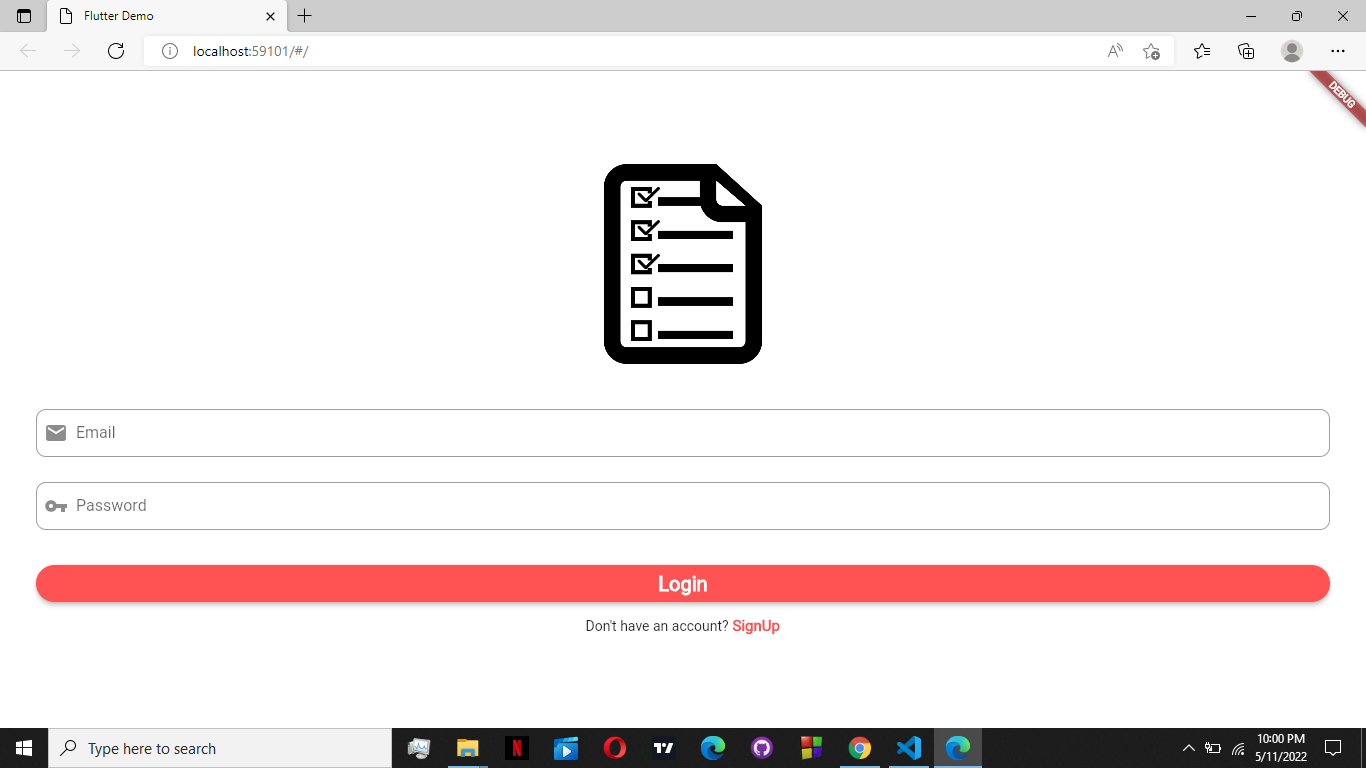 Flutter Demo
localhost:59101/#/
DEBUG
Email
Password
Login
Don't have an account? SignUp
Type here to search
10:00 PM
5/11/2022